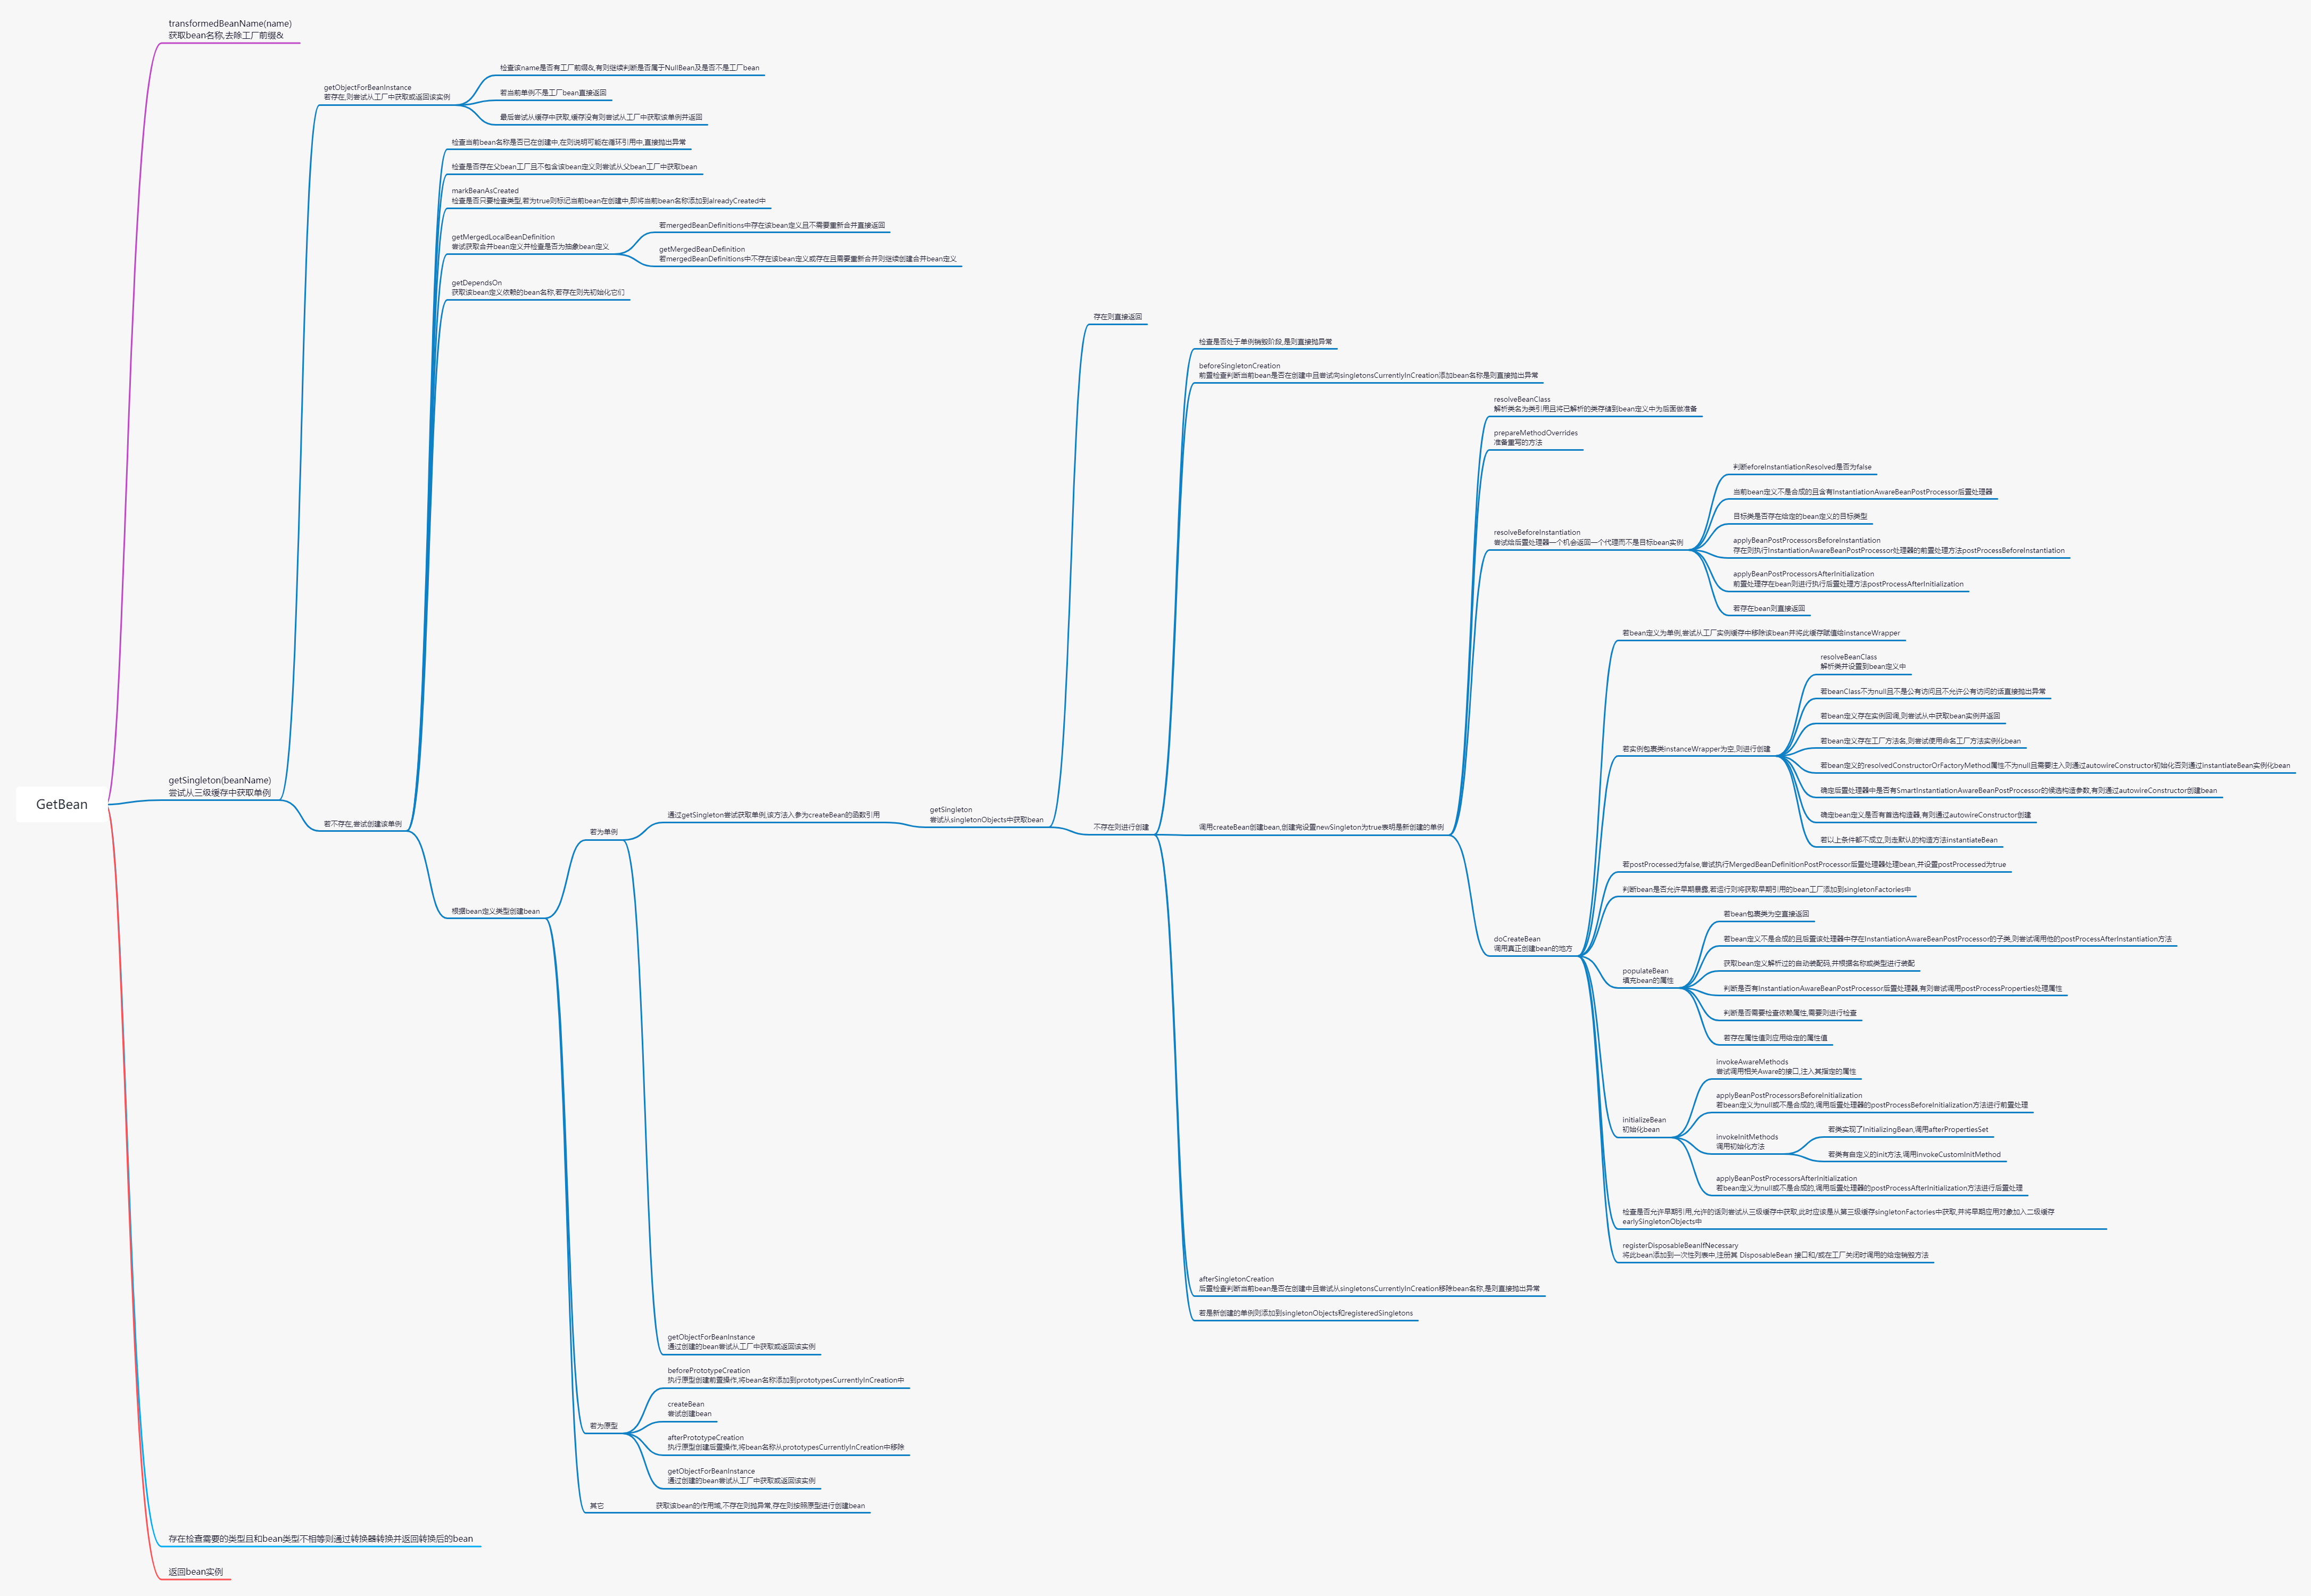 GetBean
transformedBeanName(name)
获取bean名称,去除工厂前缀&
getSingleton(beanName)
尝试从三级缓存中获取单例
getObjectForBeanInstance
若存在,则尝试从工厂中获取或返回该实例
检查该name是否有工厂前缀&,有则继续判断是否属于NullBean及是否不是工厂bean
若当前单例不是工厂bean直接返回
最后尝试从缓存中获取,缓存没有则尝试从工厂中获取该单例并返回
若不存在,尝试创建该单例
检查当前bean名称是否已在创建中,在则说明可能在循环引用中,直接抛出异常
检查是否存在父bean工厂且不包含该bean定义则尝试从父bean工厂中获取bean
markBeanAsCreated
检查是否只要检查类型,若为true则标记当前bean在创建中,即将当前bean名称添加到alreadyCreated中
getMergedLocalBeanDefinition
尝试获取合并bean定义并检查是否为抽象bean定义
若mergedBeanDefinitions中存在该bean定义且不需要重新合并直接返回
getMergedBeanDefinition
若mergedBeanDefinitions中不存在该bean定义或存在且需要重新合并则继续创建合并bean定义
getDependsOn
获取该bean定义依赖的bean名称,若存在则先初始化它们
根据bean定义类型创建bean
若为单例
通过getSingleton尝试获取单例,该方法入参为createBean的函数引用
getSingleton
尝试从singletonObjects中获取bean
存在则直接返回
不存在则进行创建
检查是否处于单例销毁阶段,是则直接抛异常
beforeSingletonCreation
前置检查判断当前bean是否在创建中且尝试向singletonsCurrentlyInCreation添加bean名称是则直接抛出异常
调用createBean创建bean,创建完设置newSingleton为true表明是新创建的单例
resolveBeanClass
解析类名为类引用且将已解析的类存储到bean定义中为后面做准备
prepareMethodOverrides
准备重写的方法
resolveBeforeInstantiation
尝试给后置处理器一个机会返回一个代理而不是目标bean实例
判断eforeInstantiationResolved是否为false
当前bean定义不是合成的且含有InstantiationAwareBeanPostProcessor后置处理器
目标类是否存在给定的bean定义的目标类型
applyBeanPostProcessorsBeforeInstantiation
存在则执行InstantiationAwareBeanPostProcessor处理器的前置处理方法postProcessBeforeInstantiation
applyBeanPostProcessorsAfterInitialization
前置处理存在bean则进行执行后置处理方法postProcessAfterInitialization
若存在bean则直接返回
doCreateBean
调用真正创建bean的地方
若bean定义为单例,尝试从工厂实例缓存中移除该bean并将此缓存赋值给instanceWrapper
若实例包裹类instanceWrapper为空,则进行创建
resolveBeanClass
解析类并设置到bean定义中
若beanClass不为null且不是公有访问且不允许公有访问的话直接抛出异常
若bean定义存在实例回调,则尝试从中获取bean实例并返回
若bean定义存在工厂方法名,则尝试使用命名工厂方法实例化bean
若bean定义的resolvedConstructorOrFactoryMethod属性不为null且需要注入则通过autowireConstructor初始化否则通过instantiateBean实例化bean
确定后置处理器中是否有SmartInstantiationAwareBeanPostProcessor的候选构造参数,有则通过autowireConstructor创建bean
确定bean定义是否有首选构造器,有则通过autowireConstructor创建
若以上条件都不成立,则走默认的构造方法instantiateBean
若postProcessed为false,尝试执行MergedBeanDefinitionPostProcessor后置处理器处理bean,并设置postProcessed为true
判断bean是否允许早期暴露,若运行则将获取早期引用的bean工厂添加到singletonFactories中
populateBean
填充bean的属性
若bean包裹类为空直接返回
若bean定义不是合成的且后置该处理器中存在InstantiationAwareBeanPostProcessor的子类,则尝试调用他的postProcessAfterInstantiation方法
获取bean定义解析过的自动装配码,并根据名称或类型进行装配
判断是否有InstantiationAwareBeanPostProcessor后置处理器,有则尝试调用postProcessProperties处理属性
判断是否需要检查依赖属性,需要则进行检查
若存在属性值则应用给定的属性值
initializeBean
初始化bean
invokeAwareMethods
尝试调用相关Aware的接口,注入其指定的属性
applyBeanPostProcessorsBeforeInitialization
若bean定义为null或不是合成的,调用后置处理器的postProcessBeforeInitialization方法进行前置处理
invokeInitMethods
调用初始化方法
若类实现了InitializingBean,调用afterPropertiesSet
若类有自定义的init方法,调用invokeCustomInitMethod
applyBeanPostProcessorsAfterInitialization
若bean定义为null或不是合成的,调用后置处理器的postProcessAfterInitialization方法进行后置处理
检查是否允许早期引用,允许的话则尝试从三级缓存中获取,此时应该是从第三级缓存singletonFactories中获取,并将早期应用对象加入二级缓存
earlySingletonObjects中
registerDisposableBeanIfNecessary
将此bean添加到一次性列表中,注册其 DisposableBean 接口和/或在工厂关闭时调用的给定销毁方法
afterSingletonCreation
后置检查判断当前bean是否在创建中且尝试从singletonsCurrentlyInCreation移除bean名称,是则直接抛出异常
若是新创建的单例则添加到singletonObjects和registeredSingletons
getObjectForBeanInstance
通过创建的bean尝试从工厂中获取或返回该实例
若为原型
beforePrototypeCreation
执行原型创建前置操作,将bean名称添加到prototypesCurrentlyInCreation中
createBean
尝试创建bean
afterPrototypeCreation
执行原型创建后置操作,将bean名称从prototypesCurrentlyInCreation中移除
getObjectForBeanInstance
通过创建的bean尝试从工厂中获取或返回该实例
其它
获取该bean的作用域,不存在则抛异常,存在则按照原型进行创建bean
存在检查需要的类型且和bean类型不相等则通过转换器转换并返回转换后的bean
返回bean实例